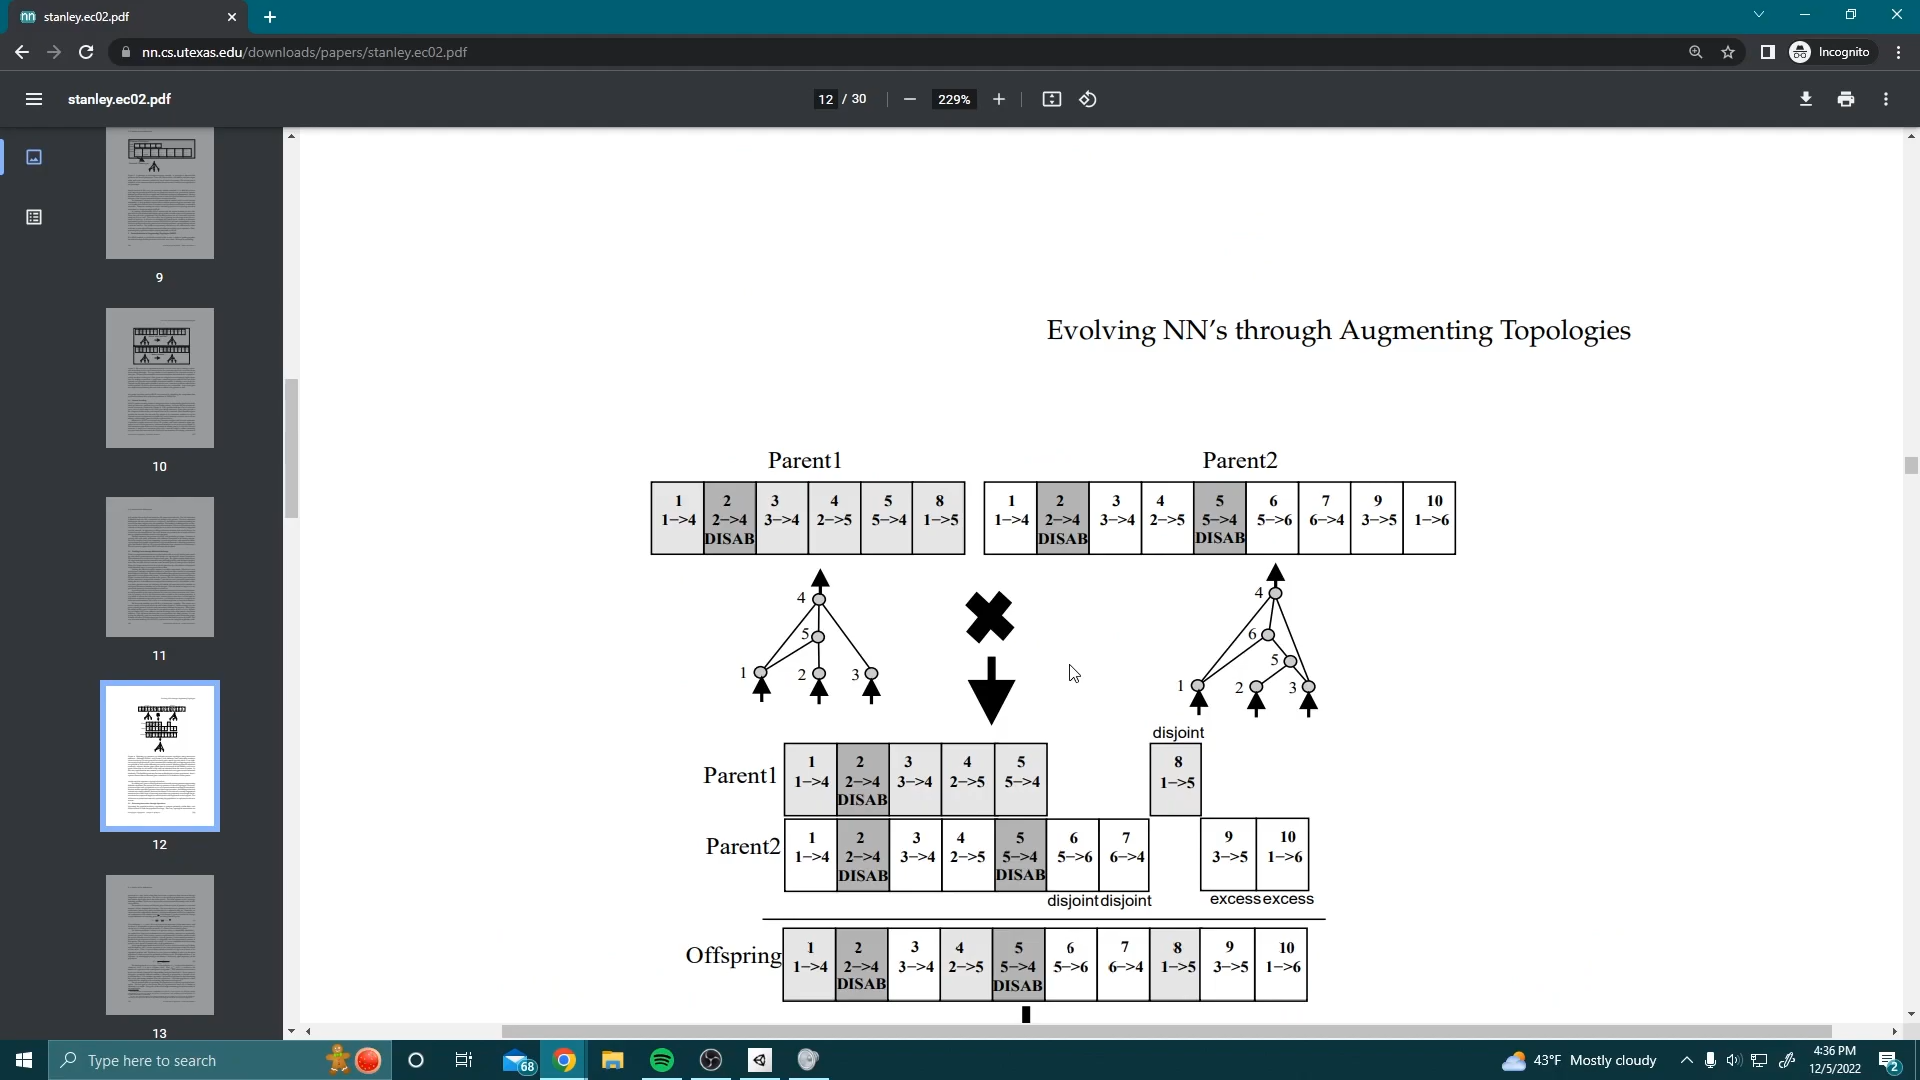 stanley.ec02.pdf
nn.cs.utexas.edu/downloads/papers/stanley.ec02.pdf
Incognito
stanley.ec02.pdf
12 / 30
229%
9
10
11
12
13
Evolving NN's through Augmenting Topologies
Parent1 Parent2
1 2 3 4 5 8 1 2 3 4 5 6 7 9 10
1->4 2->4 3->4 2->5 5->4 1->5 1->4 2->4 3->4 2->5 5->4 5->6 6->4 3->5 1->6
DISAB DISAB DISAB
4 4
5 6
5
1 2 3 1 2 3
disjoint
Parent1 1 2 3 4 5 8
1->4 2->4 3->4 2->5 5->4 1->5
DISAB
Parent2 1 2 3 4 5 6 7 9 10
1->4 2->4 3->4 2->5 5->4 5->6 6->4 3->5 1->6
DISAB DISAB
disjoint disjoint excess excess
Offspring 1 2 3 4 5 6 7 8 9 10
1->4 2->4 3->4 2->5 5->4 5->6 6->4 1->5 3->5 1->6
DISAB DISAB
Type here to search
68
43°F Mostly cloudy
4:36 PM
12/5/2022
2